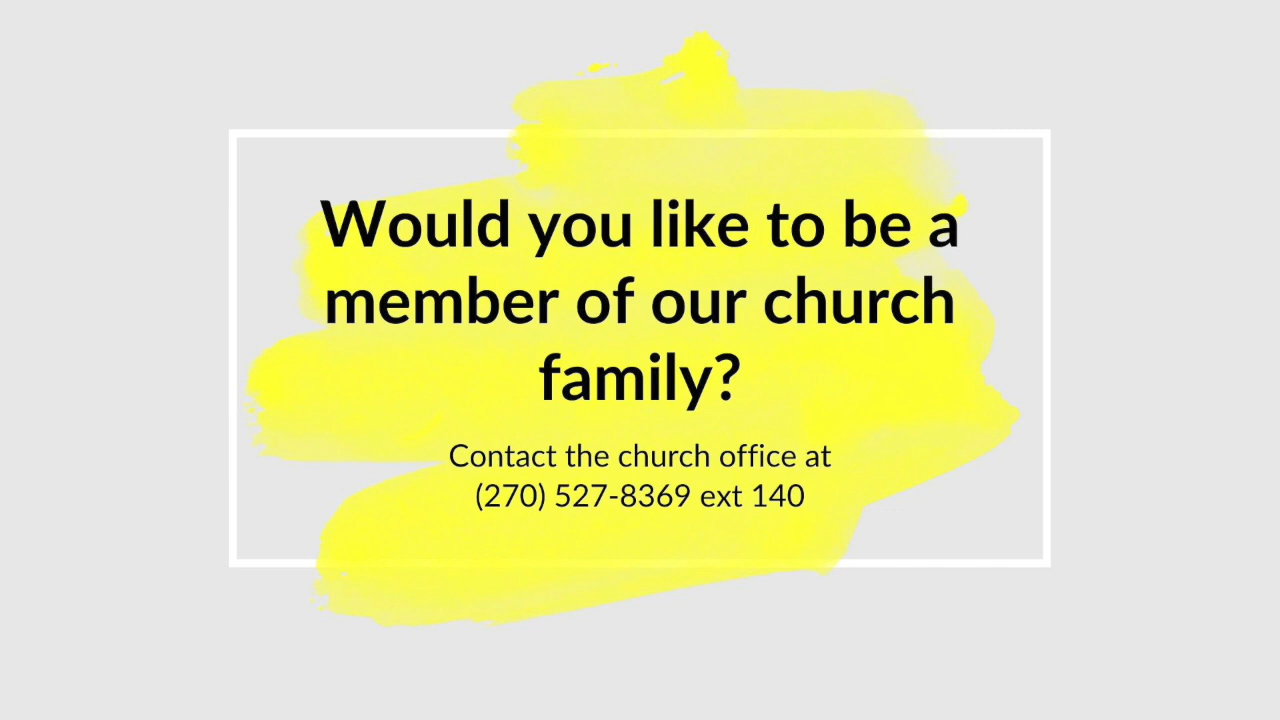 Would you like to be a
member of our church
family?
Contact the church office at
(270) 527-8369 ext 140